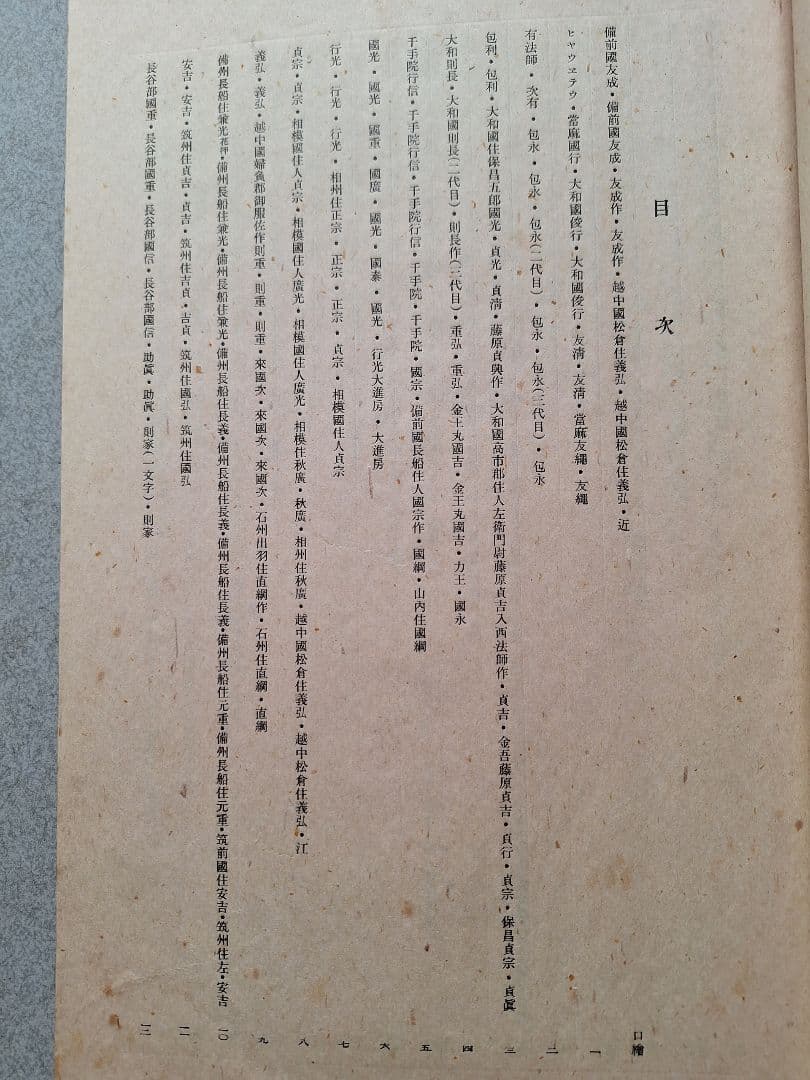 目次
備前國友成・備前國友成・友成作・友成作・越中國松倉住義弘・越中國松倉住義弘・近 口繪
ヒヤウヱテウ・當麻國行・大和國俊行・大和國俊行・友淸・友淸・當麻友繩・友繩 一
有法師・次有・包永・包永(二代目)・包永・包永(三代目)・包永 二
包利・包利・大和國住保昌五郎國光・貞光・貞淸・藤原貞興作・大和國高市郡住人左衞門尉藤原貞吉入西法師作・貞吉・金吾藤原貞吉・貞行・貞宗・保昌貞宗・貞眞 三
大和則長・大和國則長(二代目)・則長作(三代目)・重弘・重弘・金王丸國吉・金王丸國吉・力王・國永 四
千手院行信・千手院行信・千手院行信・千手院・千手院・國宗・備前國長船住人國宗作・國綱・山內住國綱 五
國光・國光・國重・國廣・國光・國泰・國光・行光大進房・大進房 六
行光・行光・行光・相州住正宗・正宗・貞宗・相模國住人貞宗 七
貞宗・貞宗・相模國住人貞宗・相模國住人廣光・相模國住人廣光・相模住秋廣・秋廣・相州住秋廣・越中國松倉住義弘・越中松倉住義弘・江 八
義弘・義弘・越中國婦負郡御服佐作則重・則重・則重・來國次・來國次・來國次・石州出羽住直綱作・石州住直綱・直綱 九
備州長船住兼光花押・備州長船住兼光・備州長船住兼光・備州長船住長義・備州長船住長義・備州長船住長義・備州長船住元重・備州長船住元重・筑前國住安吉・筑州住左・安吉 一〇
安吉・安吉・筑州住貞吉・貞吉・筑州住吉貞・吉貞・筑州住國弘・筑州住國弘 一一
長谷部國重・長谷部國重・長谷部國信・長谷部國信・助眞・助眞・則家(一文字)・則家 一三